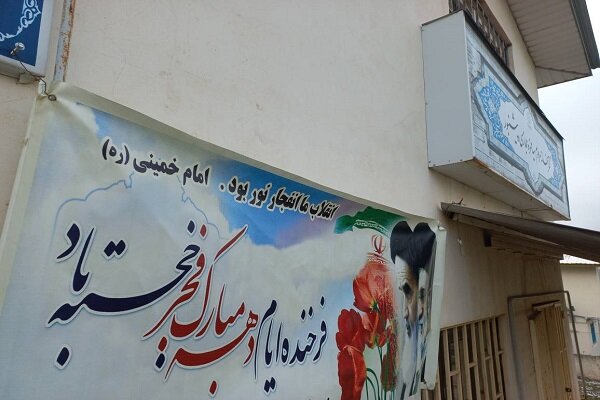 انقلاب ما انفجار نور بود . امام خمینی (ره)
فرخنده ایام دهه مبارک فجر خجسته باد